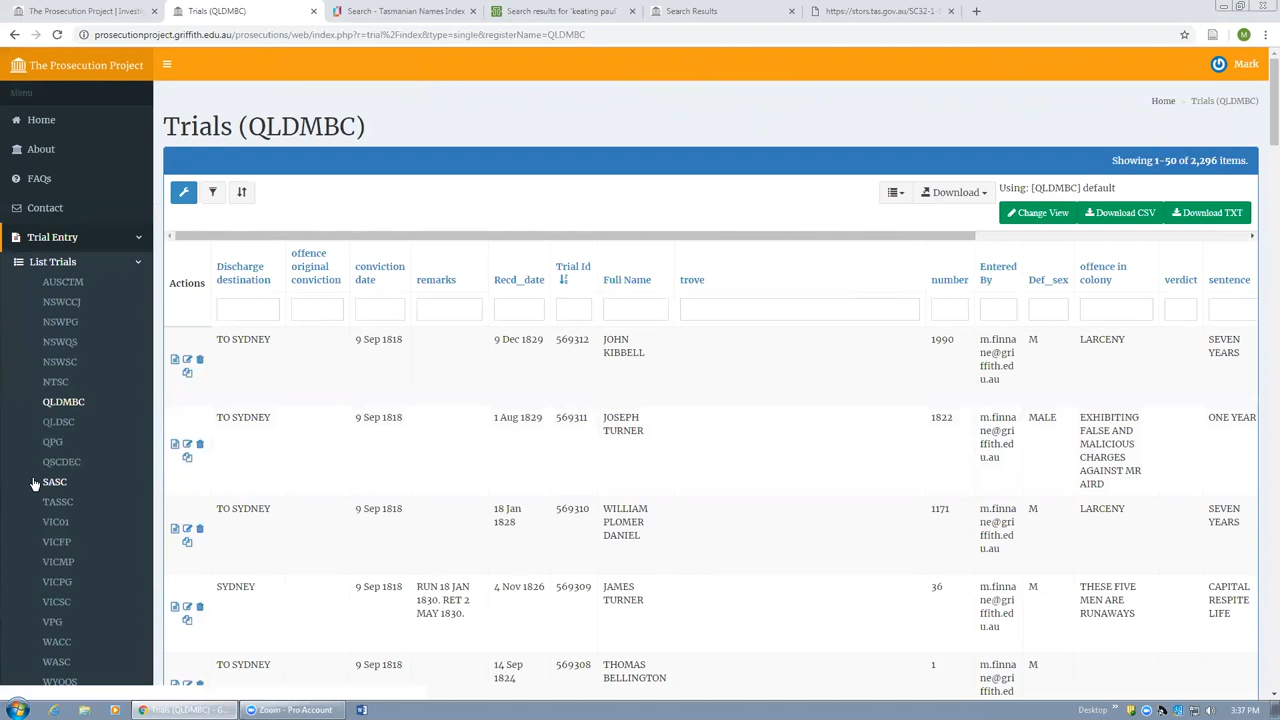 The Prosecution Project | Investi
Trials (QLDMBC)
Search - Tasmanian Names Index
Search results for 'keating paul'
Search Results
https://stors.tas.gov.au/SC32-1-
prosecutionproject.griffith.edu.au/prosecutions/web/index.php?r=trial%2Findex&type=single&registerName=QLDMBC
M
The Prosecution Project
Mark
Menu
Home
About
FAQs
Contact
Trial Entry
List Trials
AUSCTM
NSWCCJ
NSWPG
NSWQS
NSWSC
NTSC
QLDMBC
QLDSC
QPG
QSCDEC
SASC
TASSC
VIC01
VICFP
VICMP
VICPG
VICSC
VPG
WACC
WASC
WYOOS
Home - Trials (QLDMBC)
Trials (QLDMBC)
Showing 1-50 of 2,296 items.
Download
Using: [QLDMBC] default
Change View
Download CSV
Download TXT
Actions
Discharge destination
offence original conviction
conviction date
remarks
Recd_date
Trial Id
Full Name
trove
number
Entered By
Def_sex
offence in colony
verdict
sentence
TO SYDNEY 9 Sep 1818 9 Dec 1829 569312 JOHN KIBBELL 1990 m.finnane@griffith.edu.au M LARCENY SEVEN YEARS
TO SYDNEY 9 Sep 1818 1 Aug 1829 569311 JOSEPH TURNER 1822 m.finnane@griffith.edu.au MALE EXHIBITING FALSE AND MALICIOUS CHARGES AGAINST MR AIRD ONE YEAR
TO SYDNEY 9 Sep 1818 18 Jan 1828 569310 WILLIAM PLOMER DANIEL 1171 m.finnane@griffith.edu.au M LARCENY SEVEN YEARS
SYDNEY 9 Sep 1818 RUN 18 JAN 1830. RET 2 MAY 1830. 4 Nov 1826 569309 JAMES TURNER 36 m.finnane@griffith.edu.au M THESE FIVE MEN ARE RUNAWAYS CAPITAL RESPITE LIFE
TO SYDNEY 9 Sep 1818 14 Sep 1824 569308 THOMAS BELLINGTON 1 m.finnane@griffith.ed M
Trials (QLDMBC) - G...
Zoom - Pro Account
Desktop
3:37 PM